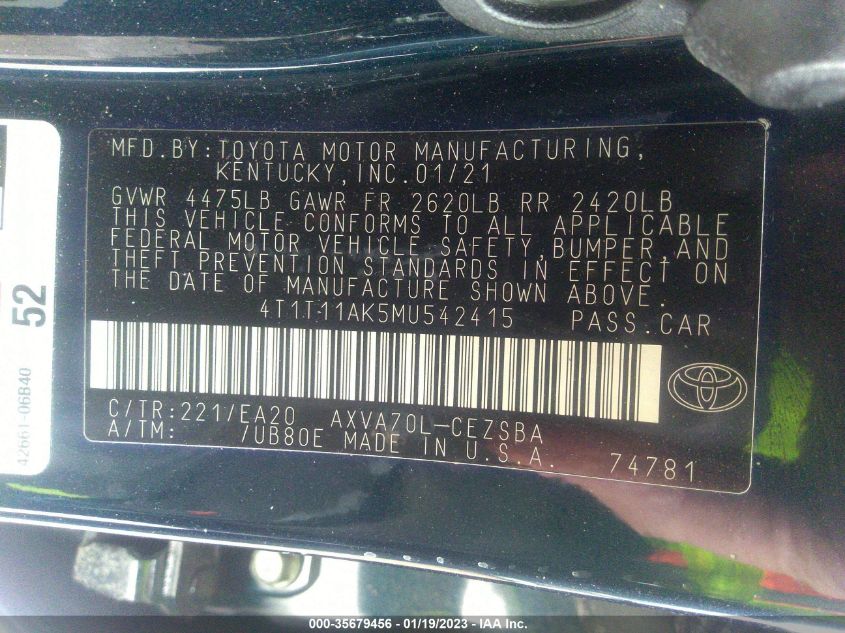 MFD.BY:TOYOTA MOTOR MANUFACTURING,
KENTUCKY,INC.01/21
GVWR 4475LB GAWR FR 2620LB RR 2420LB
THIS VEHICLE CONFORMS TO ALL APPLICABLE
FEDERAL MOTOR VEHICLE SAFETY,BUMPER,AND
THEFT PREVENTION STANDARDS IN EFFECT ON
THE DATE OF MANUFACTURE SHOWN ABOVE.
4T1T11AK5MU542415 PASS.CAR
C/TR:221/EA20 AXVA70L-CEZSBA
A/TM: /UB80E MADE IN U.S.A. 74781
52
42661-06B40
000-35679456 — 01/19/2023 - IAAI.COM